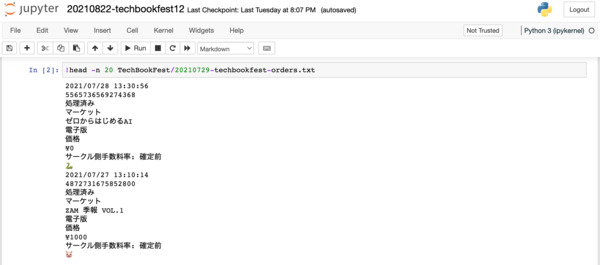 jupyter 20210822-techbookfest12 Last Checkpoint: Last Tuesday at 8:07 PM (autosaved)
Logout
File Edit View Insert Cell Kernel Widgets Help
Not Trusted
Python 3 (ipykernel)
Run
Markdown
In [2]: !head -n 20 TechBookFest/20210729-techbookfest-orders.txt
2021/07/28 13:30:56
5565736569274368
処理済み
マーケット
ゼロからはじめるAI
電子版
価格
¥0
サークル側手数料率: 確定前
🐍
2021/07/27 13:10:14
4872731675852800
処理済み
マーケット
ZAM 季報 VOL.1
電子版
価格
¥1000
サークル側手数料率: 確定前
🐷